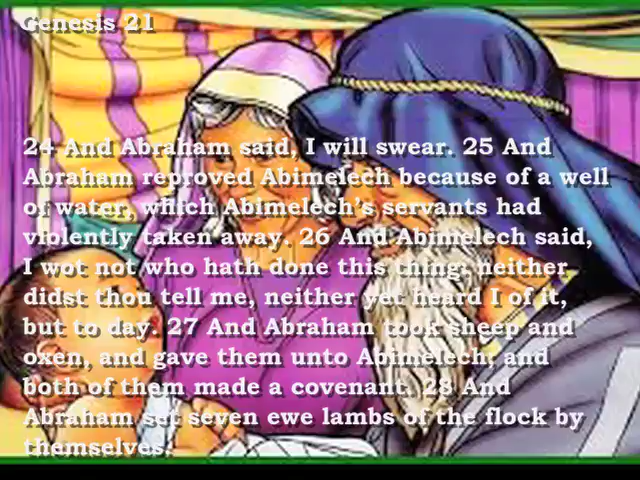 Genesis 21
24 And Abraham said, I will swear. 25 And
Abraham reproved Abimelech because of a well
of water, which Abimelech's servants had
violently taken away. 26 And Abimelech said,
I wot not who hath done this thing: neither
didst thou tell me, neither yet heard I of it,
but to day. 27 And Abraham took sheep and
oxen, and gave them unto Abimelech; and
both of them made a covenant. 28 And
Abraham set seven ewe lambs of the flock by
themselves.